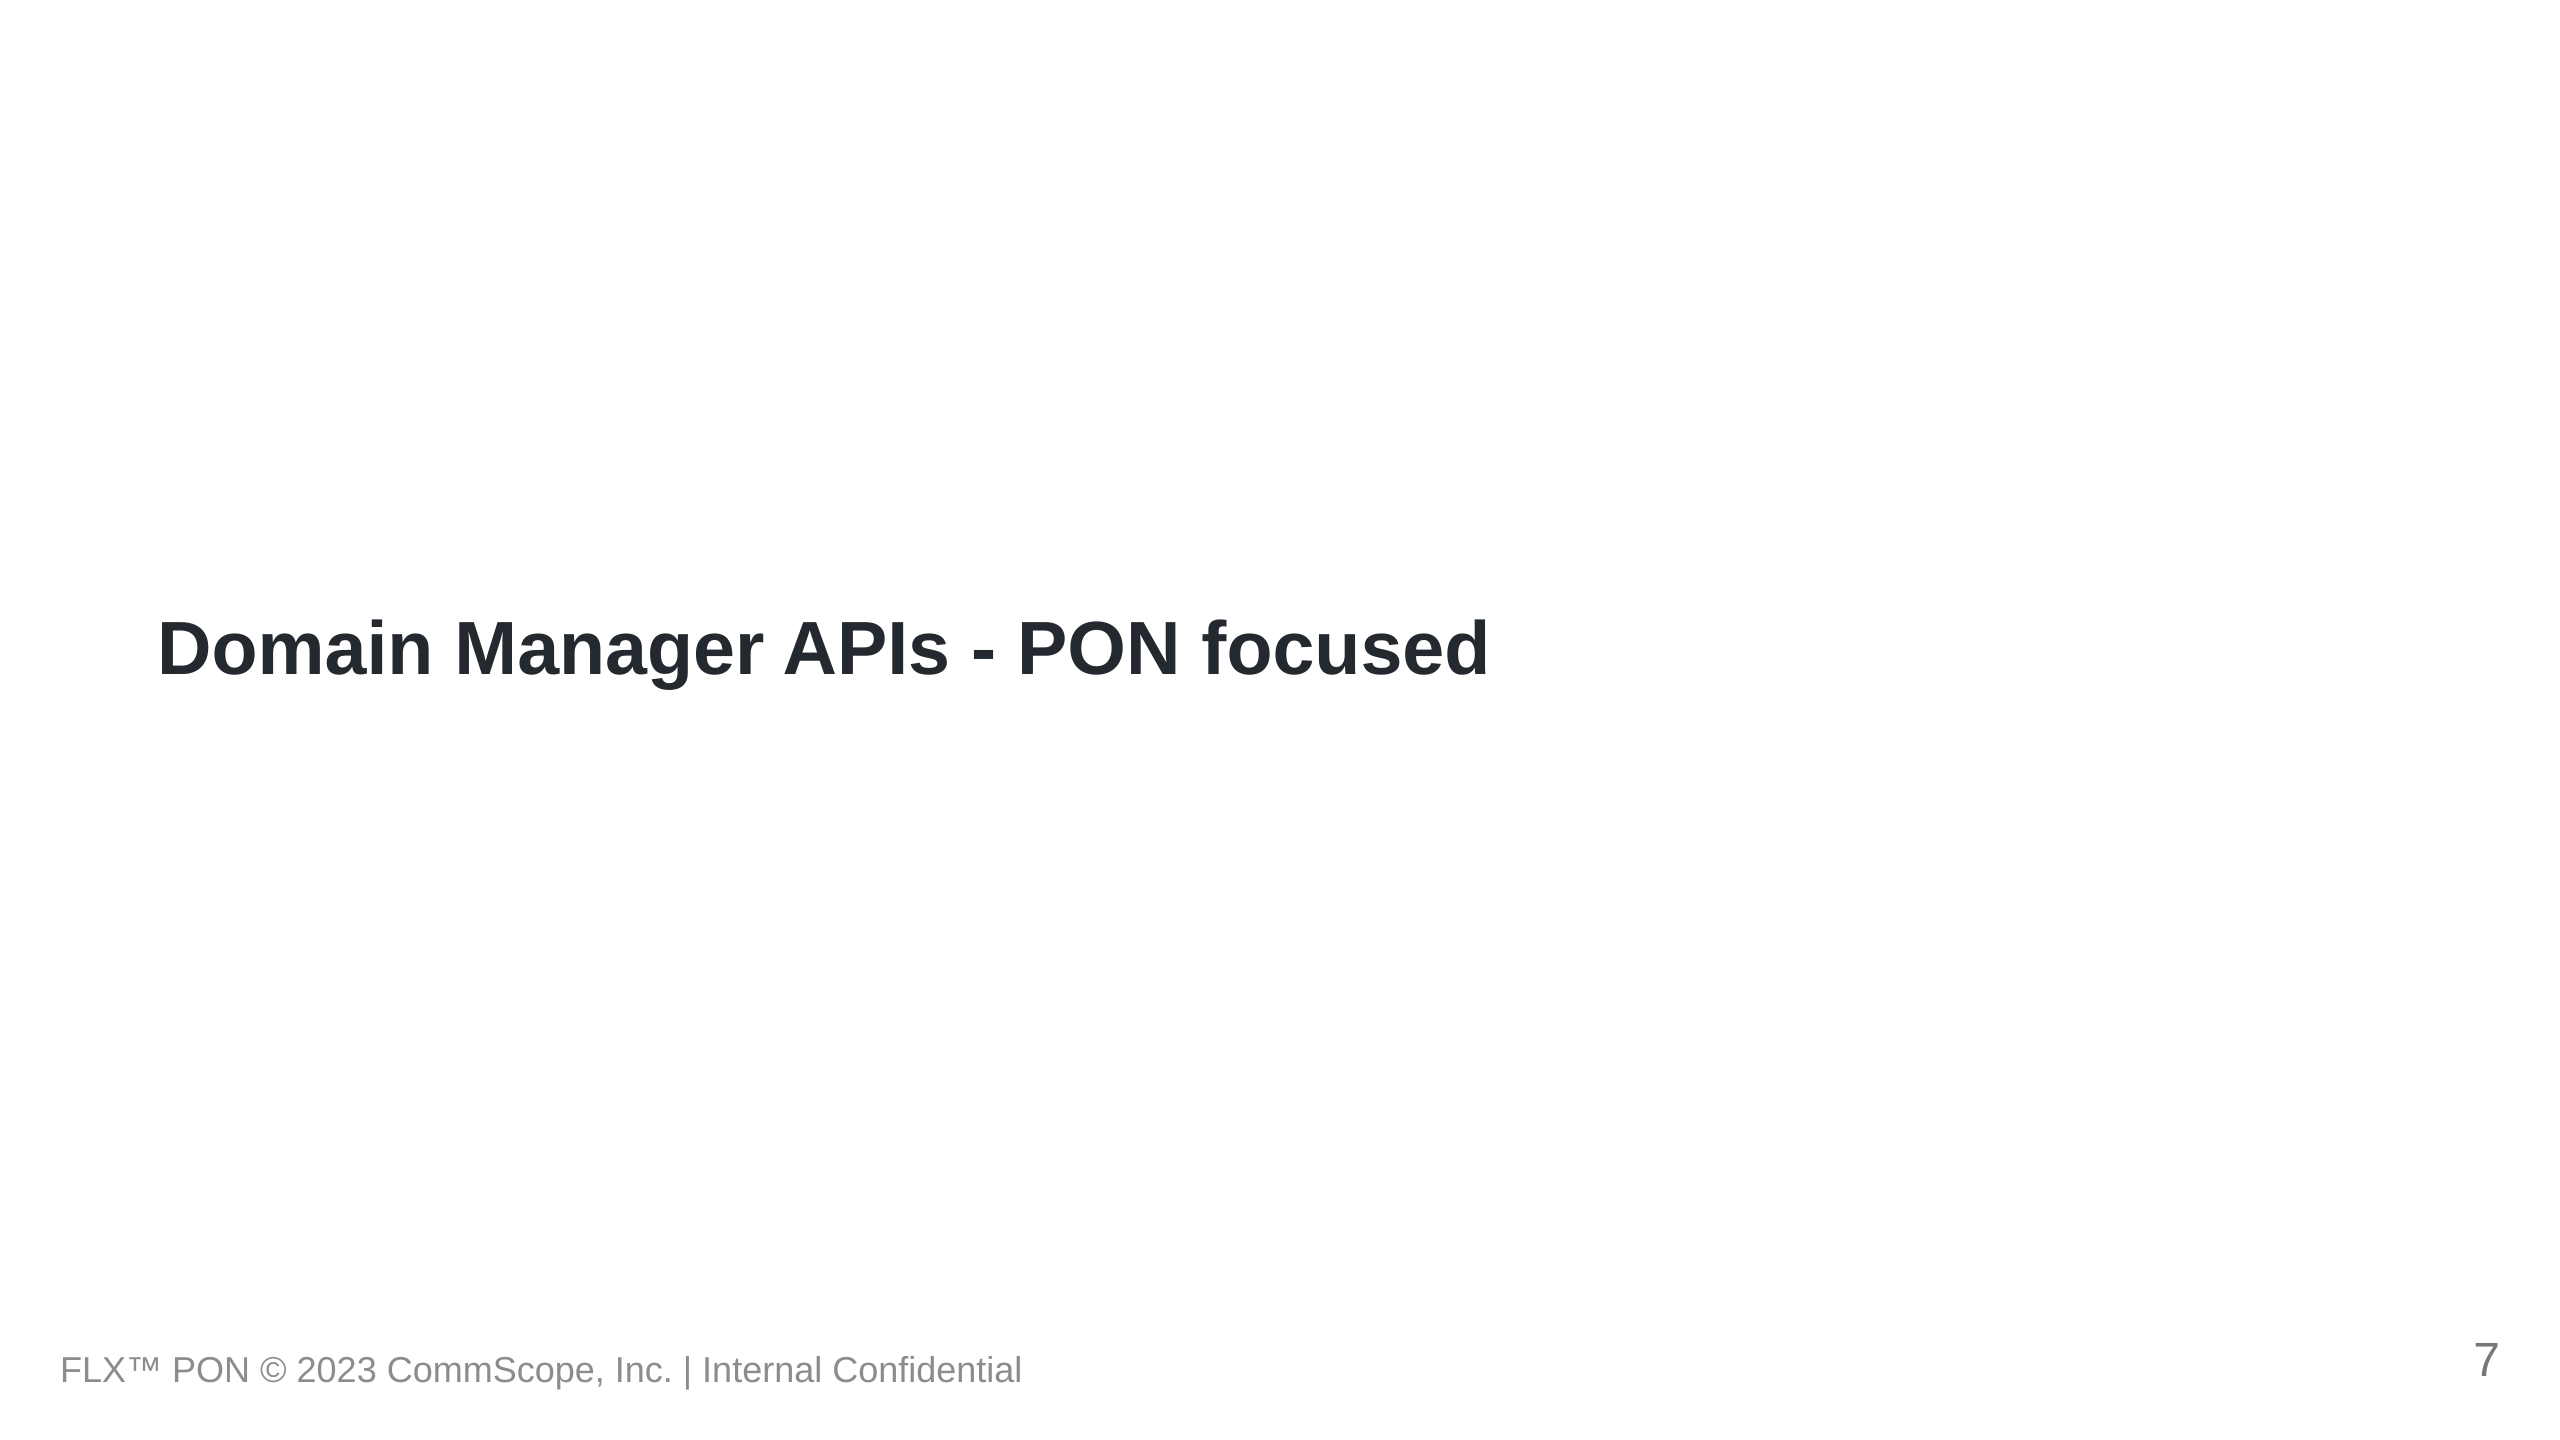 Domain Manager APIs - PON focused
FLX™ PON © 2023 CommScope, Inc. | Internal Confidential
7